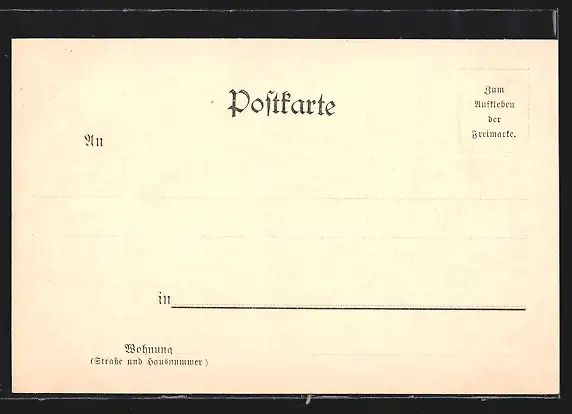 Poſtkarte
Zum
Aufkleben
der
Freimarke.
An
in
Wohnung
(Straße und Hausnummer)